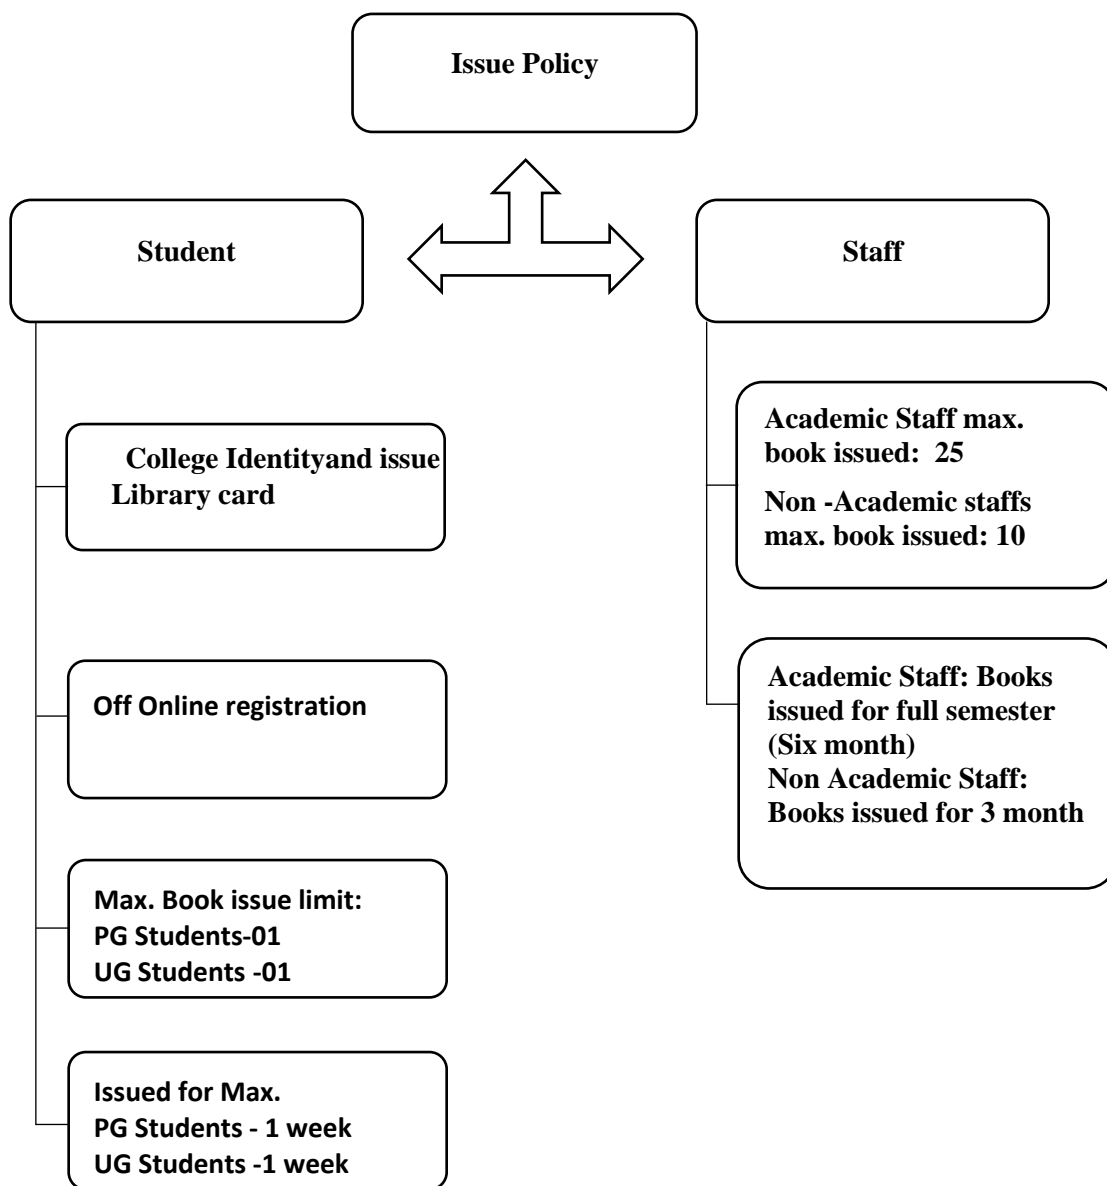 Issue Policy
Student
Staff
College Identityand issue
Library card
Off Online registration
Max. Book issue limit:
PG Students-01
UG Students -01
Issued for Max.
PG Students - 1 week
UG Students -1 week
Academic Staff max.
book issued:  25
Non -Academic staffs
max. book issued: 10
Academic Staff: Books
issued for full semester
(Six month)
Non Academic Staff:
Books issued for 3 month